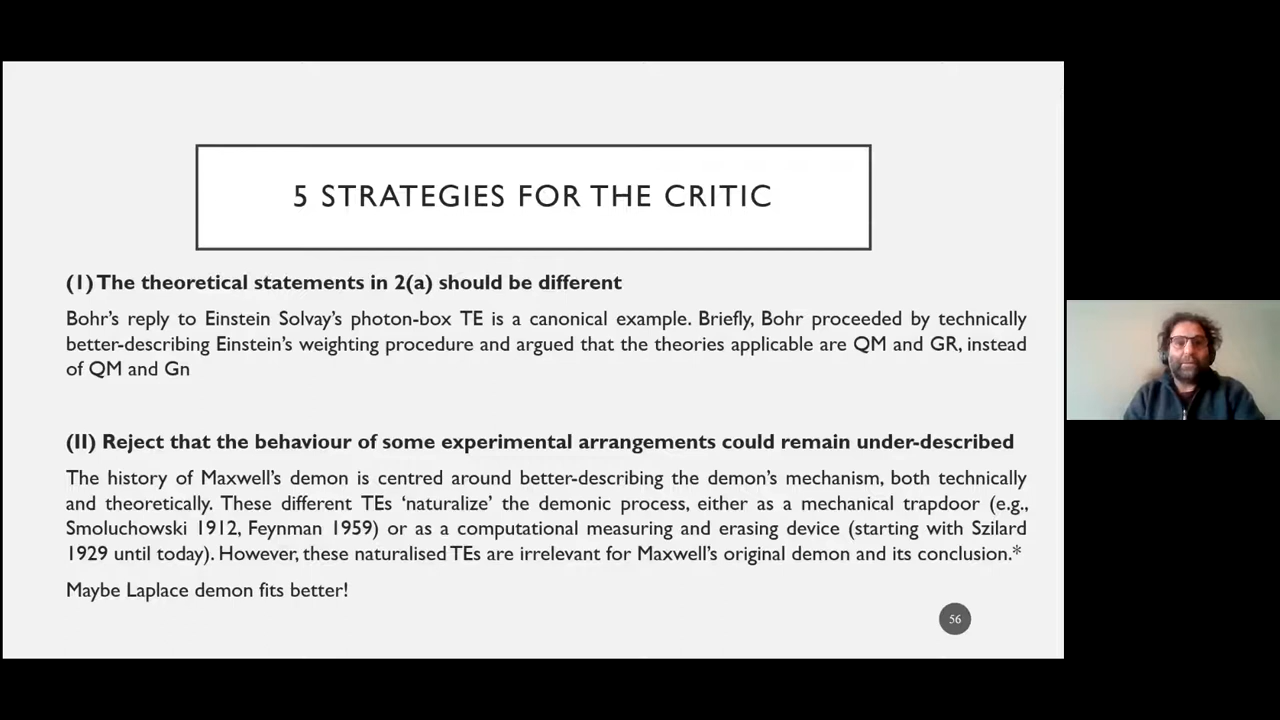 5 STRATEGIES FOR THE CRITIC
(1) The theoretical statements in 2(a) should be different
Bohr's reply to Einstein Solvay's photon-box TE is a canonical example. Briefly, Bohr proceeded by technically
better-describing Einstein's weighting procedure and argued that the theories applicable are QM and GR, instead
of QM and Gn
(II) Reject that the behaviour of some experimental arrangements could remain under-described
The history of Maxwell's demon is centred around better-describing the demon's mechanism, both technically
and theoretically. These different TEs 'naturalize' the demonic process, either as a mechanical trapdoor (e.g.,
Smoluchowski 1912, Feynman 1959) or as a computational measuring and erasing device (starting with Szilard
1929 until today). However, these naturalised TEs are irrelevant for Maxwell's original demon and its conclusion.*
Maybe Laplace demon fits better!
56